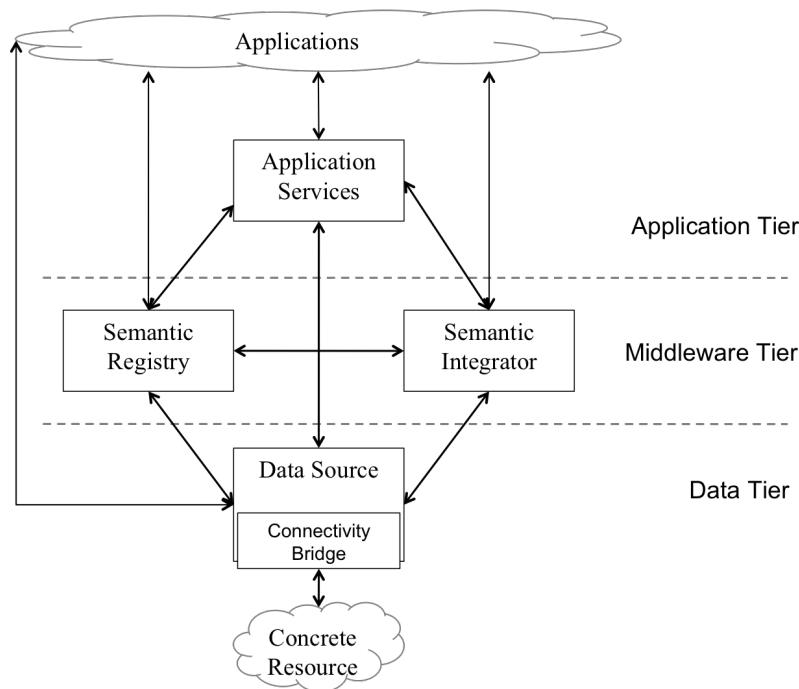 Applications
Application
Services
Application Tier
Semantic
Registry
Semantic
Integrator
Middleware Tier
Data Source
Data Tier
Connectivity
Bridge
Concrete
Resource